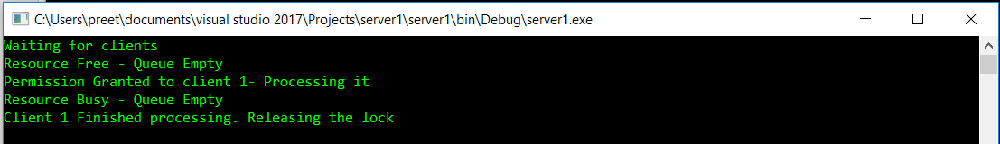 C:\Users\preet\documents\visual studio 2017\Projects\server1\server1\bin\Debug\server1.exe
Waiting for clients
Resource Free - Queue Empty
Permission Granted to client 1- Processing it
Resource Busy - Queue Empty
Client 1 Finished processing. Releasing the lock